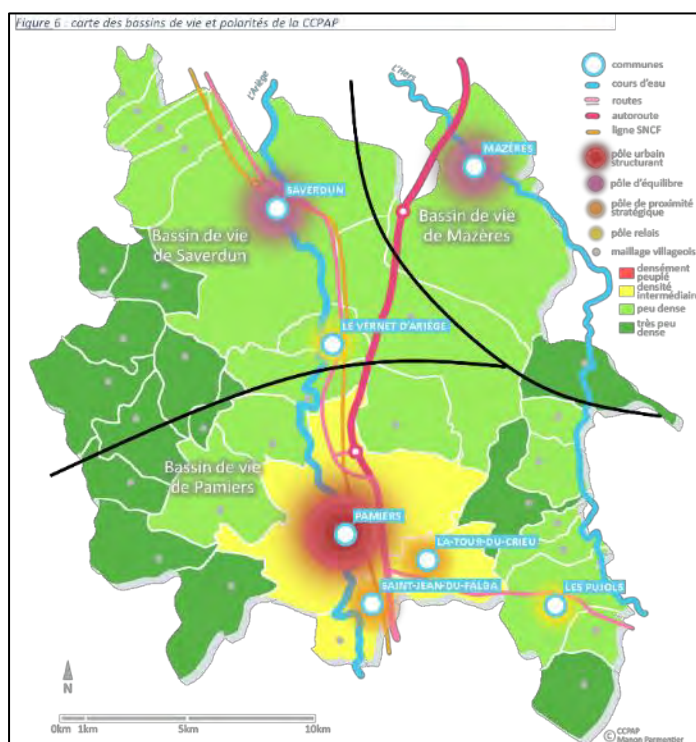 Figure 6 : carte des bassins de vie et polarités de la CCPAP
L'Ariège
L'Hers
communes
cours d'eau
routes
autoroute
ligne SNCF
pôle urbain
structurant
pôle d'équilibre
pôle de proximité
stratégique
pôle relais
maillage villageois
densément
peuplé
densité
intermédiaire
peu dense
très peu
dense
MAZÈRES
SAVERDUN
Bassin de vie
de Saverdun
Bassin de vie
de Mazères
LE VERNET D'ARIÈGE
Bassin de vie
de Pamiers
PAMIERS
LA-TOUR-DU-CRIEU
SAINT-JEAN-DU-FALGA
LES PUJOLS
N
0km 1km 5km 10km
© CCPAP
Manon Parmentier